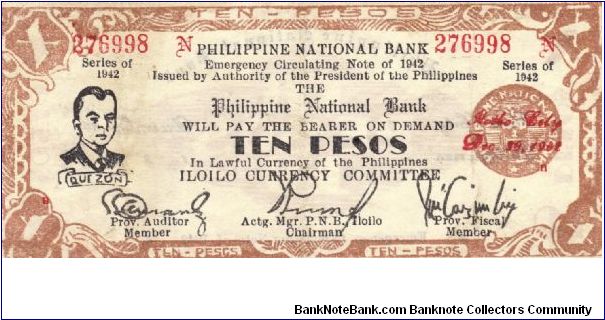 TEN - PESOS
276998 N PHILIPPINE NATIONAL BANK 276998 N
Series of 1942
Emergency Circulating Note of 1942
Series of 1942
Issued by Authority of the President of the Philippines
THE
Philippine National Bank
WILL PAY THE BEARER ON DEMAND
TEN PESOS
In Lawful Currency of the Philippines
ILOILO CURRENCY COMMITTEE
QUEZON
Iloilo City
Prov. Auditor
Member
Actg. Mgr. P.N.B., Iloilo
Chairman
Prov. Fiscal
Member
TEN - PESOS
TEN - PESOS
BankNoteBank.com Banknote Collectors Community